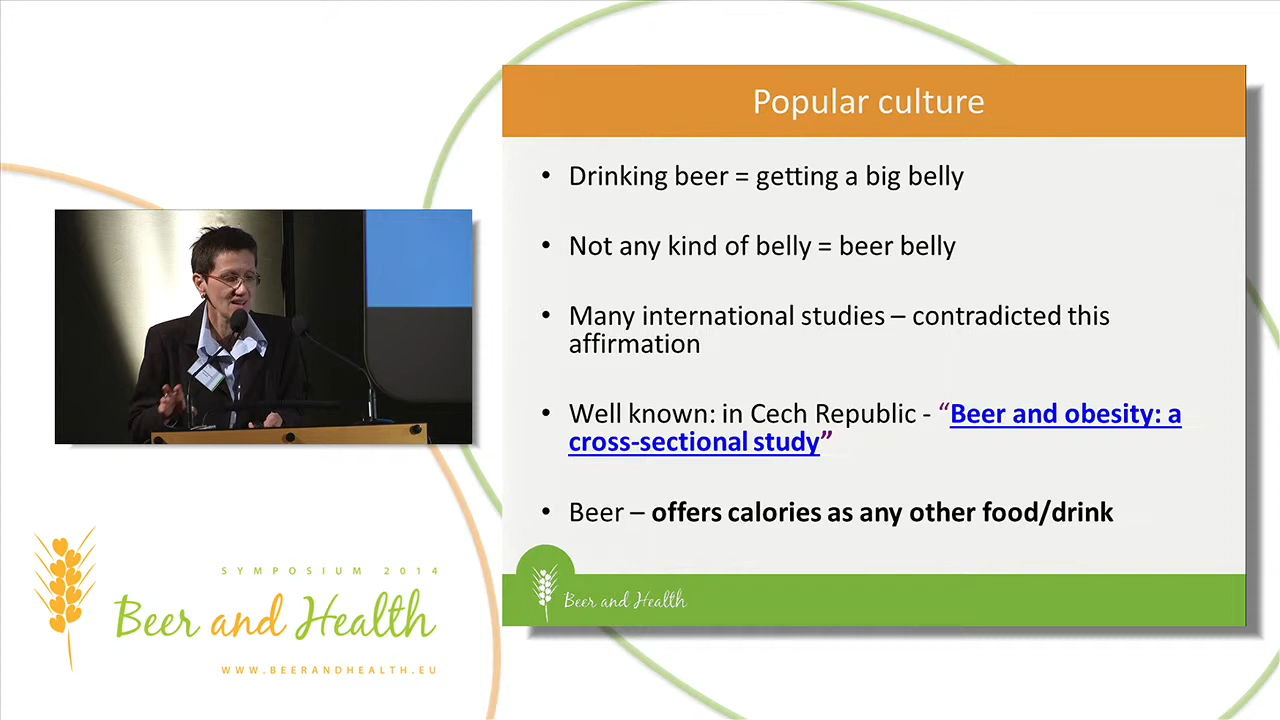 Popular culture
• Drinking beer = getting a big belly
• Not any kind of belly = beer belly
• Many international studies – contradicted this
affirmation
• Well known: in Cech Republic - “Beer and obesity: a
cross-sectional study”
• Beer – offers calories as any other food/drink
Beer and Health
SYMPOSIUM 2014
Beer and Health
WWW.BEERANDHEALTH.EU